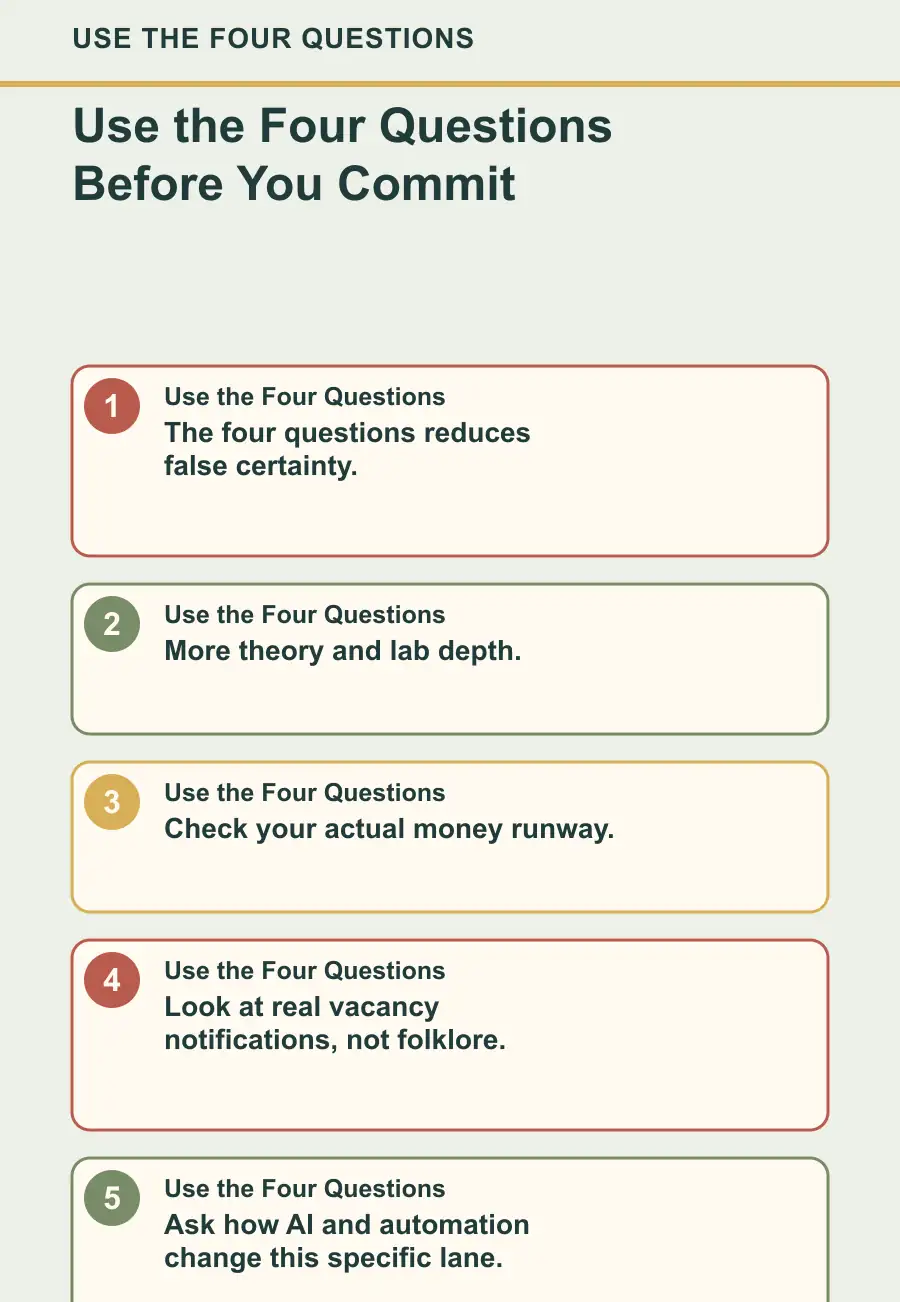 USE THE FOUR QUESTIONS
Use the Four Questions
Before You Commit
1
Use the Four Questions
The four questions reduces
false certainty.
2
Use the Four Questions
More theory and lab depth.
3
Use the Four Questions
Check your actual money runway.
4
Use the Four Questions
Look at real vacancy
notifications, not folklore.
5
Use the Four Questions
Ask how AI and automation
change this specific lane.